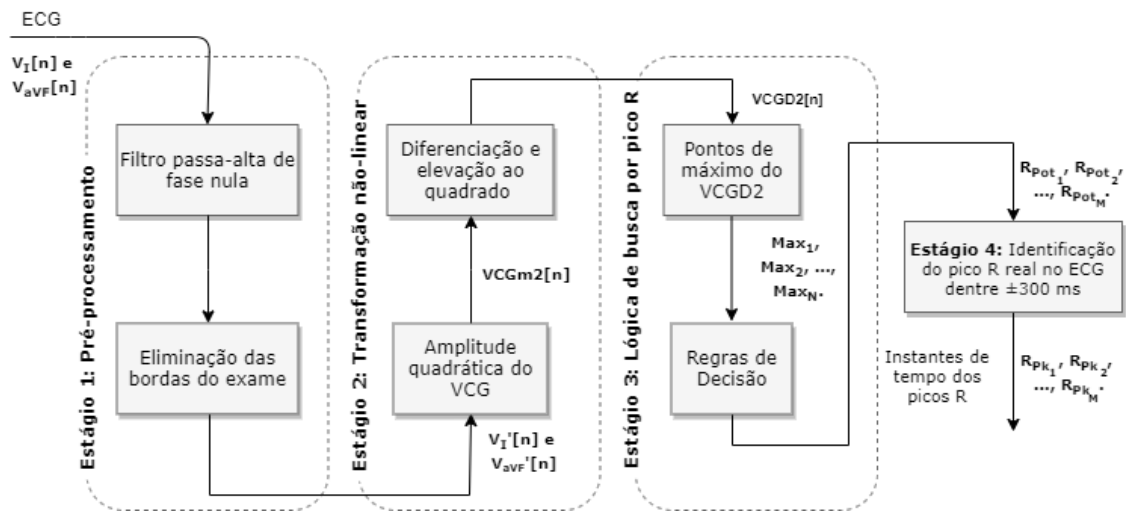 ECG
V_I[n] e
V_aVF[n]
Estágio 1: Pré-processamento
Filtro passa-alta de
fase nula
Eliminação das
bordas do exame
V_I'[n] e
V_aVF'[n]
Estágio 2: Transformação não-linear
Amplitude
quadrática do
VCG
VCGm2[n]
Diferenciação e
elevação ao
quadrado
VCGD2[n]
Estágio 3: Lógica de busca por pico R
Pontos de
máximo do
VCGD2
Max_1,
Max_2, ...,
Max_N.
Regras de
Decisão
R_Pot_1, R_Pot_2,
..., R_Pot_M.
Estágio 4: Identificação
do pico R real no ECG
dentre ±300 ms
Instantes de
tempo dos
picos R
R_Pk_1, R_Pk_2,
..., R_Pk_M.